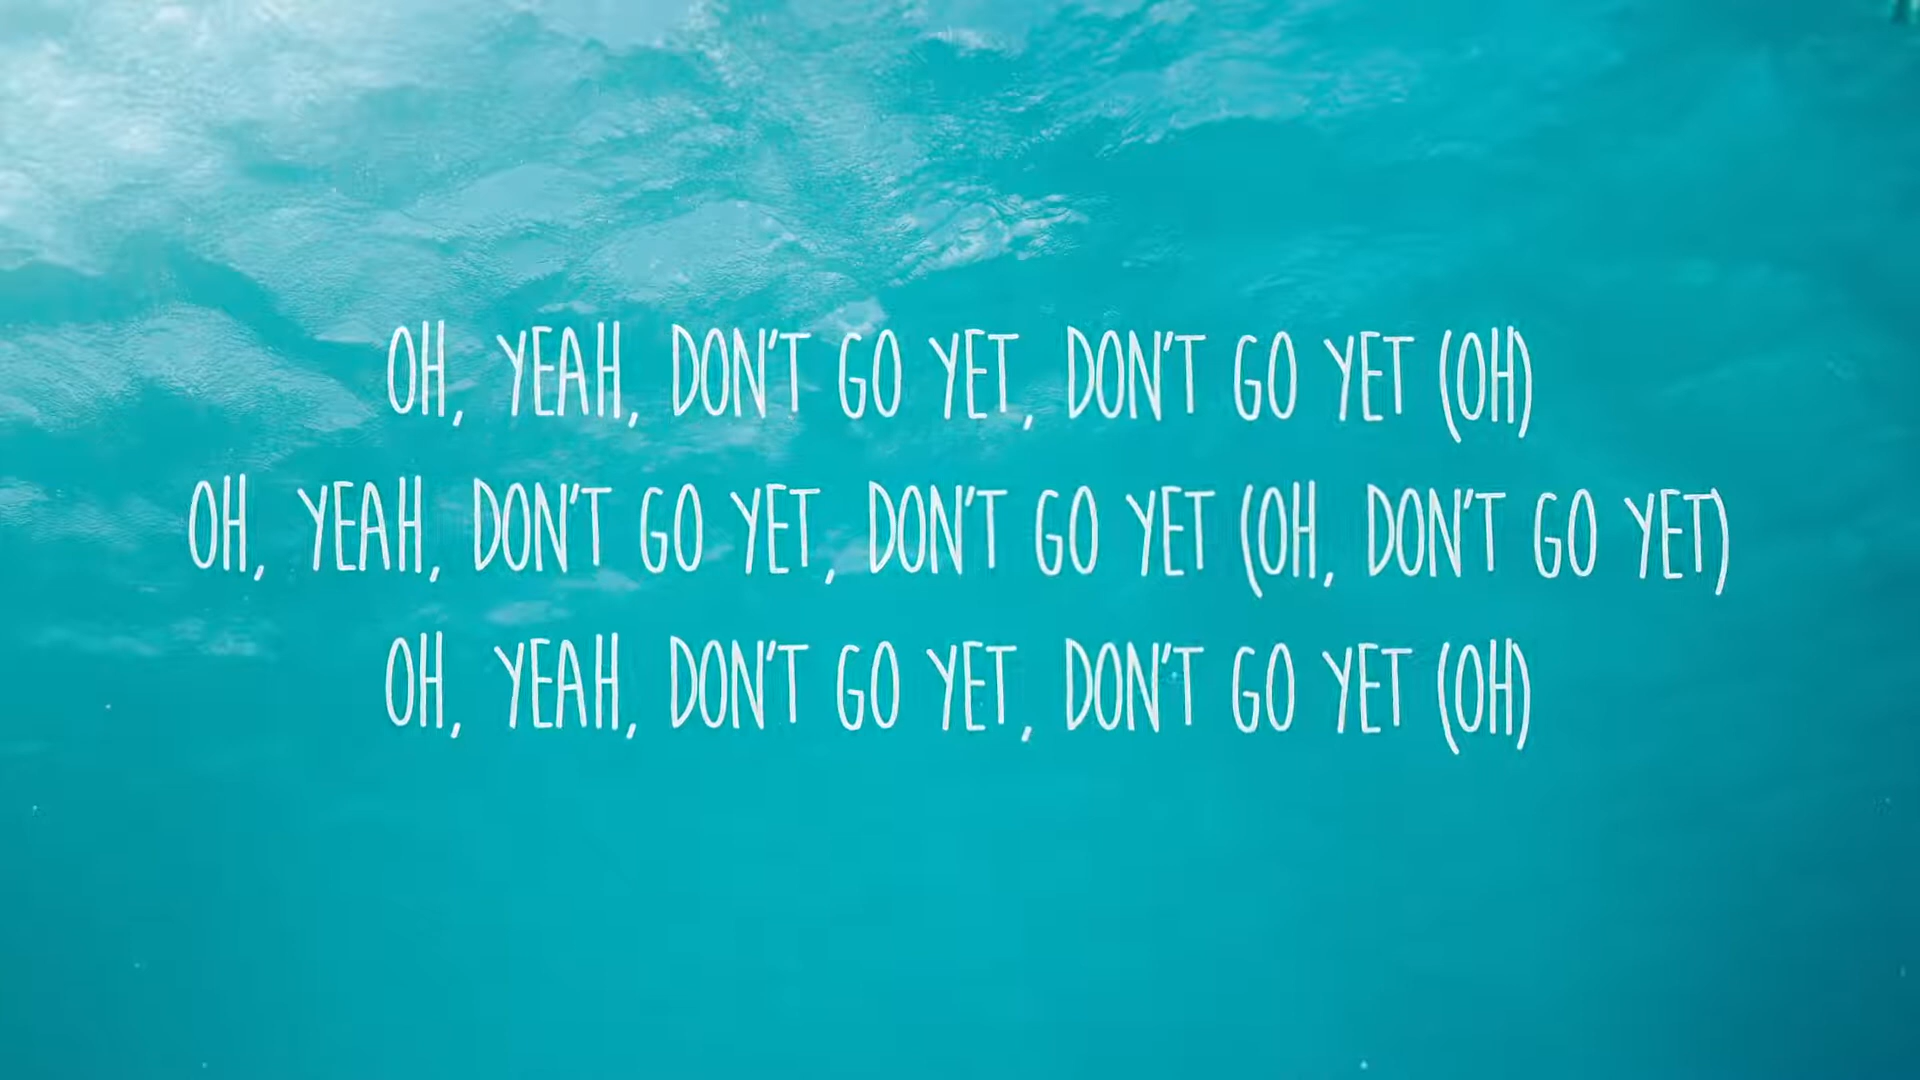 OH, YEAH, DON'T GO YET, DON'T GO YET (OH)
OH, YEAH, DON'T GO YET, DON'T GO YET (OH, DON'T GO YET)
OH, YEAH, DON'T GO YET, DON'T GO YET (OH)